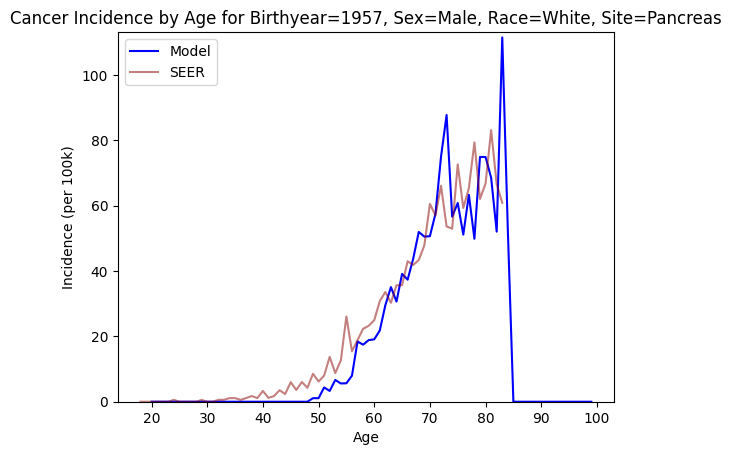 Cancer Incidence by Age for Birthyear=1957, Sex=Male, Race=White, Site=Pancreas
Model
SEER
100
80
60
40
20
0
Incidence (per 100k)
20 30 40 50 60 70 80 90 100
Age